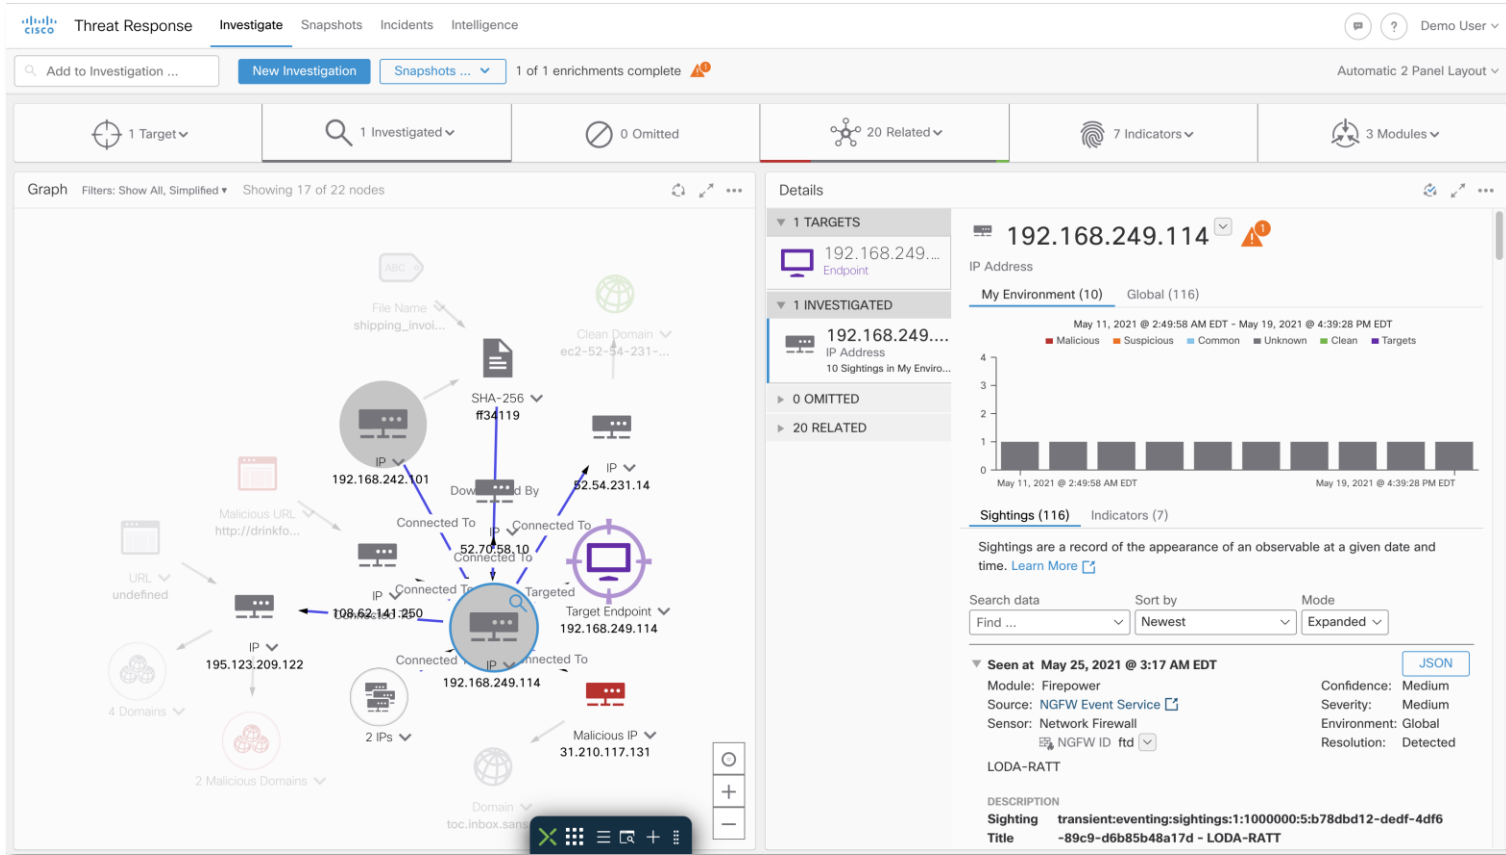 cisco Threat Response Investigate Snapshots Incidents Intelligence ? Demo User
Add to Investigation ... New Investigation Snapshots ... 1 of 1 enrichments complete 1 Automatic 2 Panel Layout
1 Target 1 Investigated 0 Omitted 20 Related 7 Indicators 3 Modules
Graph Filters: Show All, Simplified Showing 17 of 22 nodes
ABC
File Name
shipping_invoi...
Clean Domain
ec2-52-54-231-...
SHA-256
ff34119
IP
192.168.242.101
IP
52.54.231.14
Malicious URL
http://drinkfo...
Connected To
IP
Connected To
52.70.58.10
Connected To
URL
undefined
IP
Connected To
Targeted
108.62.141.250
Target Endpoint
192.168.249.114
IP
195.123.209.122
Connected
IP
192.168.249.114
4 Domains
2 IPs
Malicious IP
31.210.117.131
2 Malicious Domains
Domain
toc.inbox.sans
Details
1 TARGETS
192.168.249....
Endpoint
1 INVESTIGATED
192.168.249....
IP Address
10 Sightings in My Enviro...
0 OMITTED
20 RELATED
192.168.249.114 1
IP Address
My Environment (10) Global (116)
May 11, 2021 @ 2:49:58 AM EDT - May 19, 2021 @ 4:39:28 PM EDT
Malicious Suspicious Common Unknown Clean Targets
4
3
2
1
0
May 11, 2021 @ 2:49:58 AM EDT May 19, 2021 @ 4:39:28 PM EDT
Sightings (116) Indicators (7)
Sightings are a record of the appearance of an observable at a given date and
time. Learn More
Search data Sort by Mode
Find ... Newest Expanded
Seen at May 25, 2021 @ 3:17 AM EDT JSON
Module: Firepower Confidence: Medium
Source: NGFW Event Service Severity: Medium
Sensor: Network Firewall Environment: Global
NGFW ID ftd Resolution: Detected
LODA-RATT
DESCRIPTION
Sighting transient:eventing:sightings:1:1000000:5:b78dbd12-dedf-4df6
Title -89c9-d6b85b48a17d - LODA-RATT